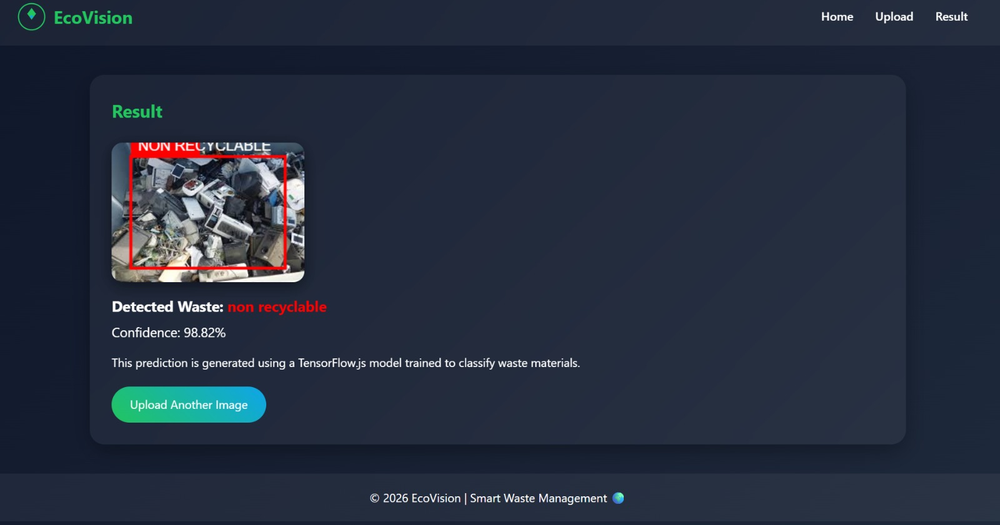 EcoVision
Home Upload Result
Result
NON RECYCLABLE
Detected Waste: non recyclable
Confidence: 98.82%
This prediction is generated using a TensorFlow.js model trained to classify waste materials.
Upload Another Image
© 2026 EcoVision | Smart Waste Management